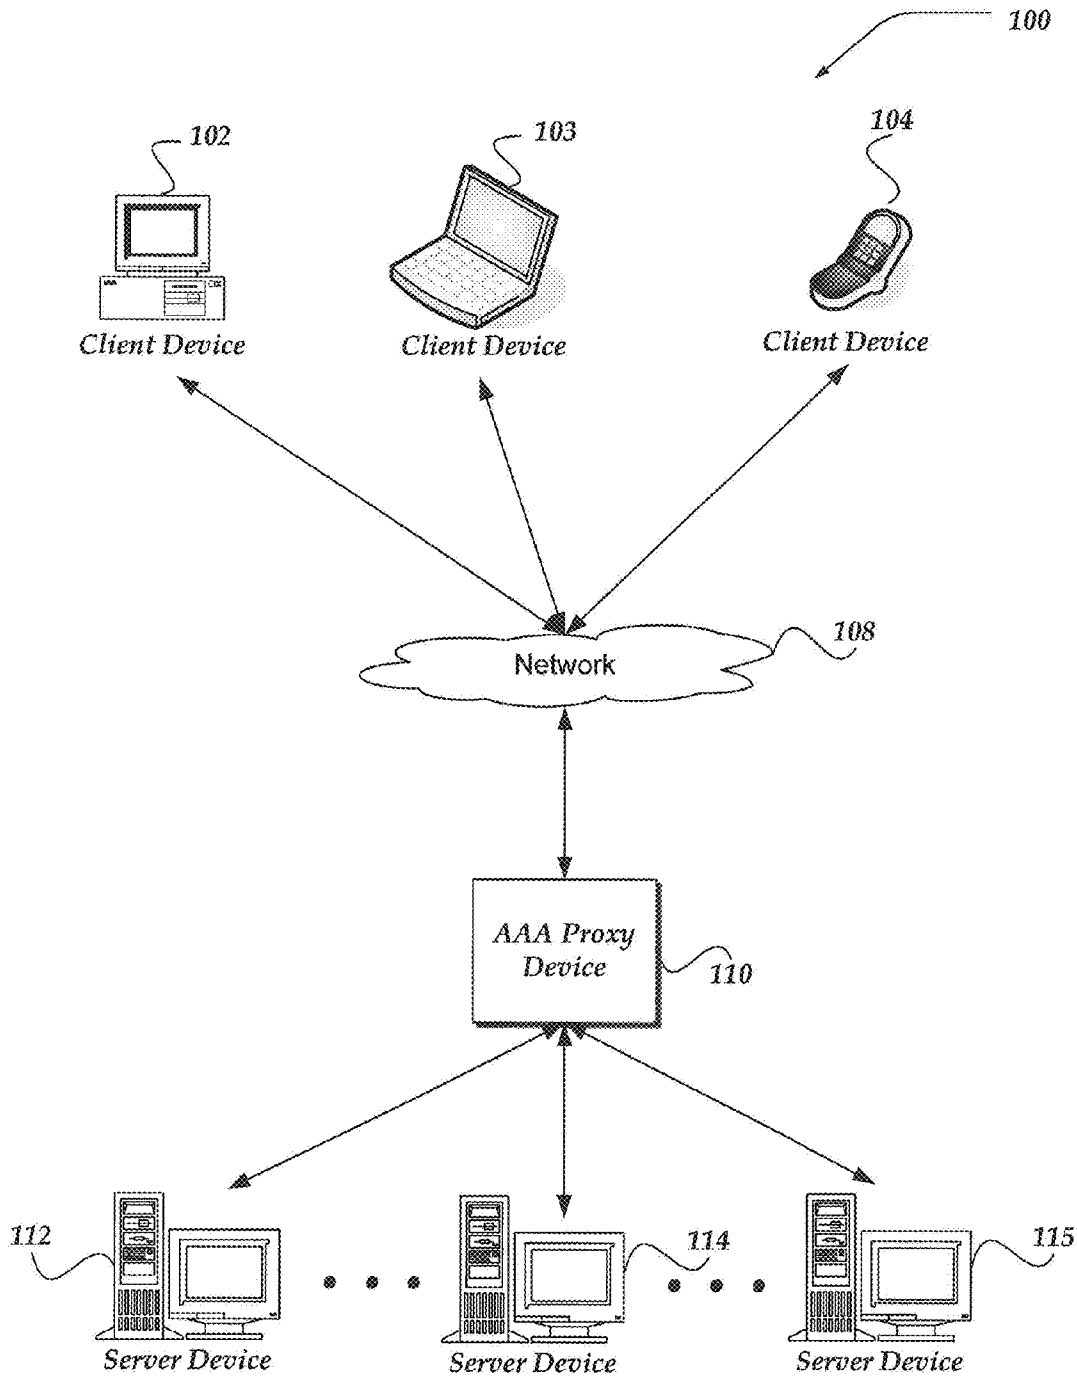 100
102
103
104
Client Device
Client Device
Client Device
108
Network
AAA Proxy
Device
110
112
114
115
Server Device
Server Device
Server Device